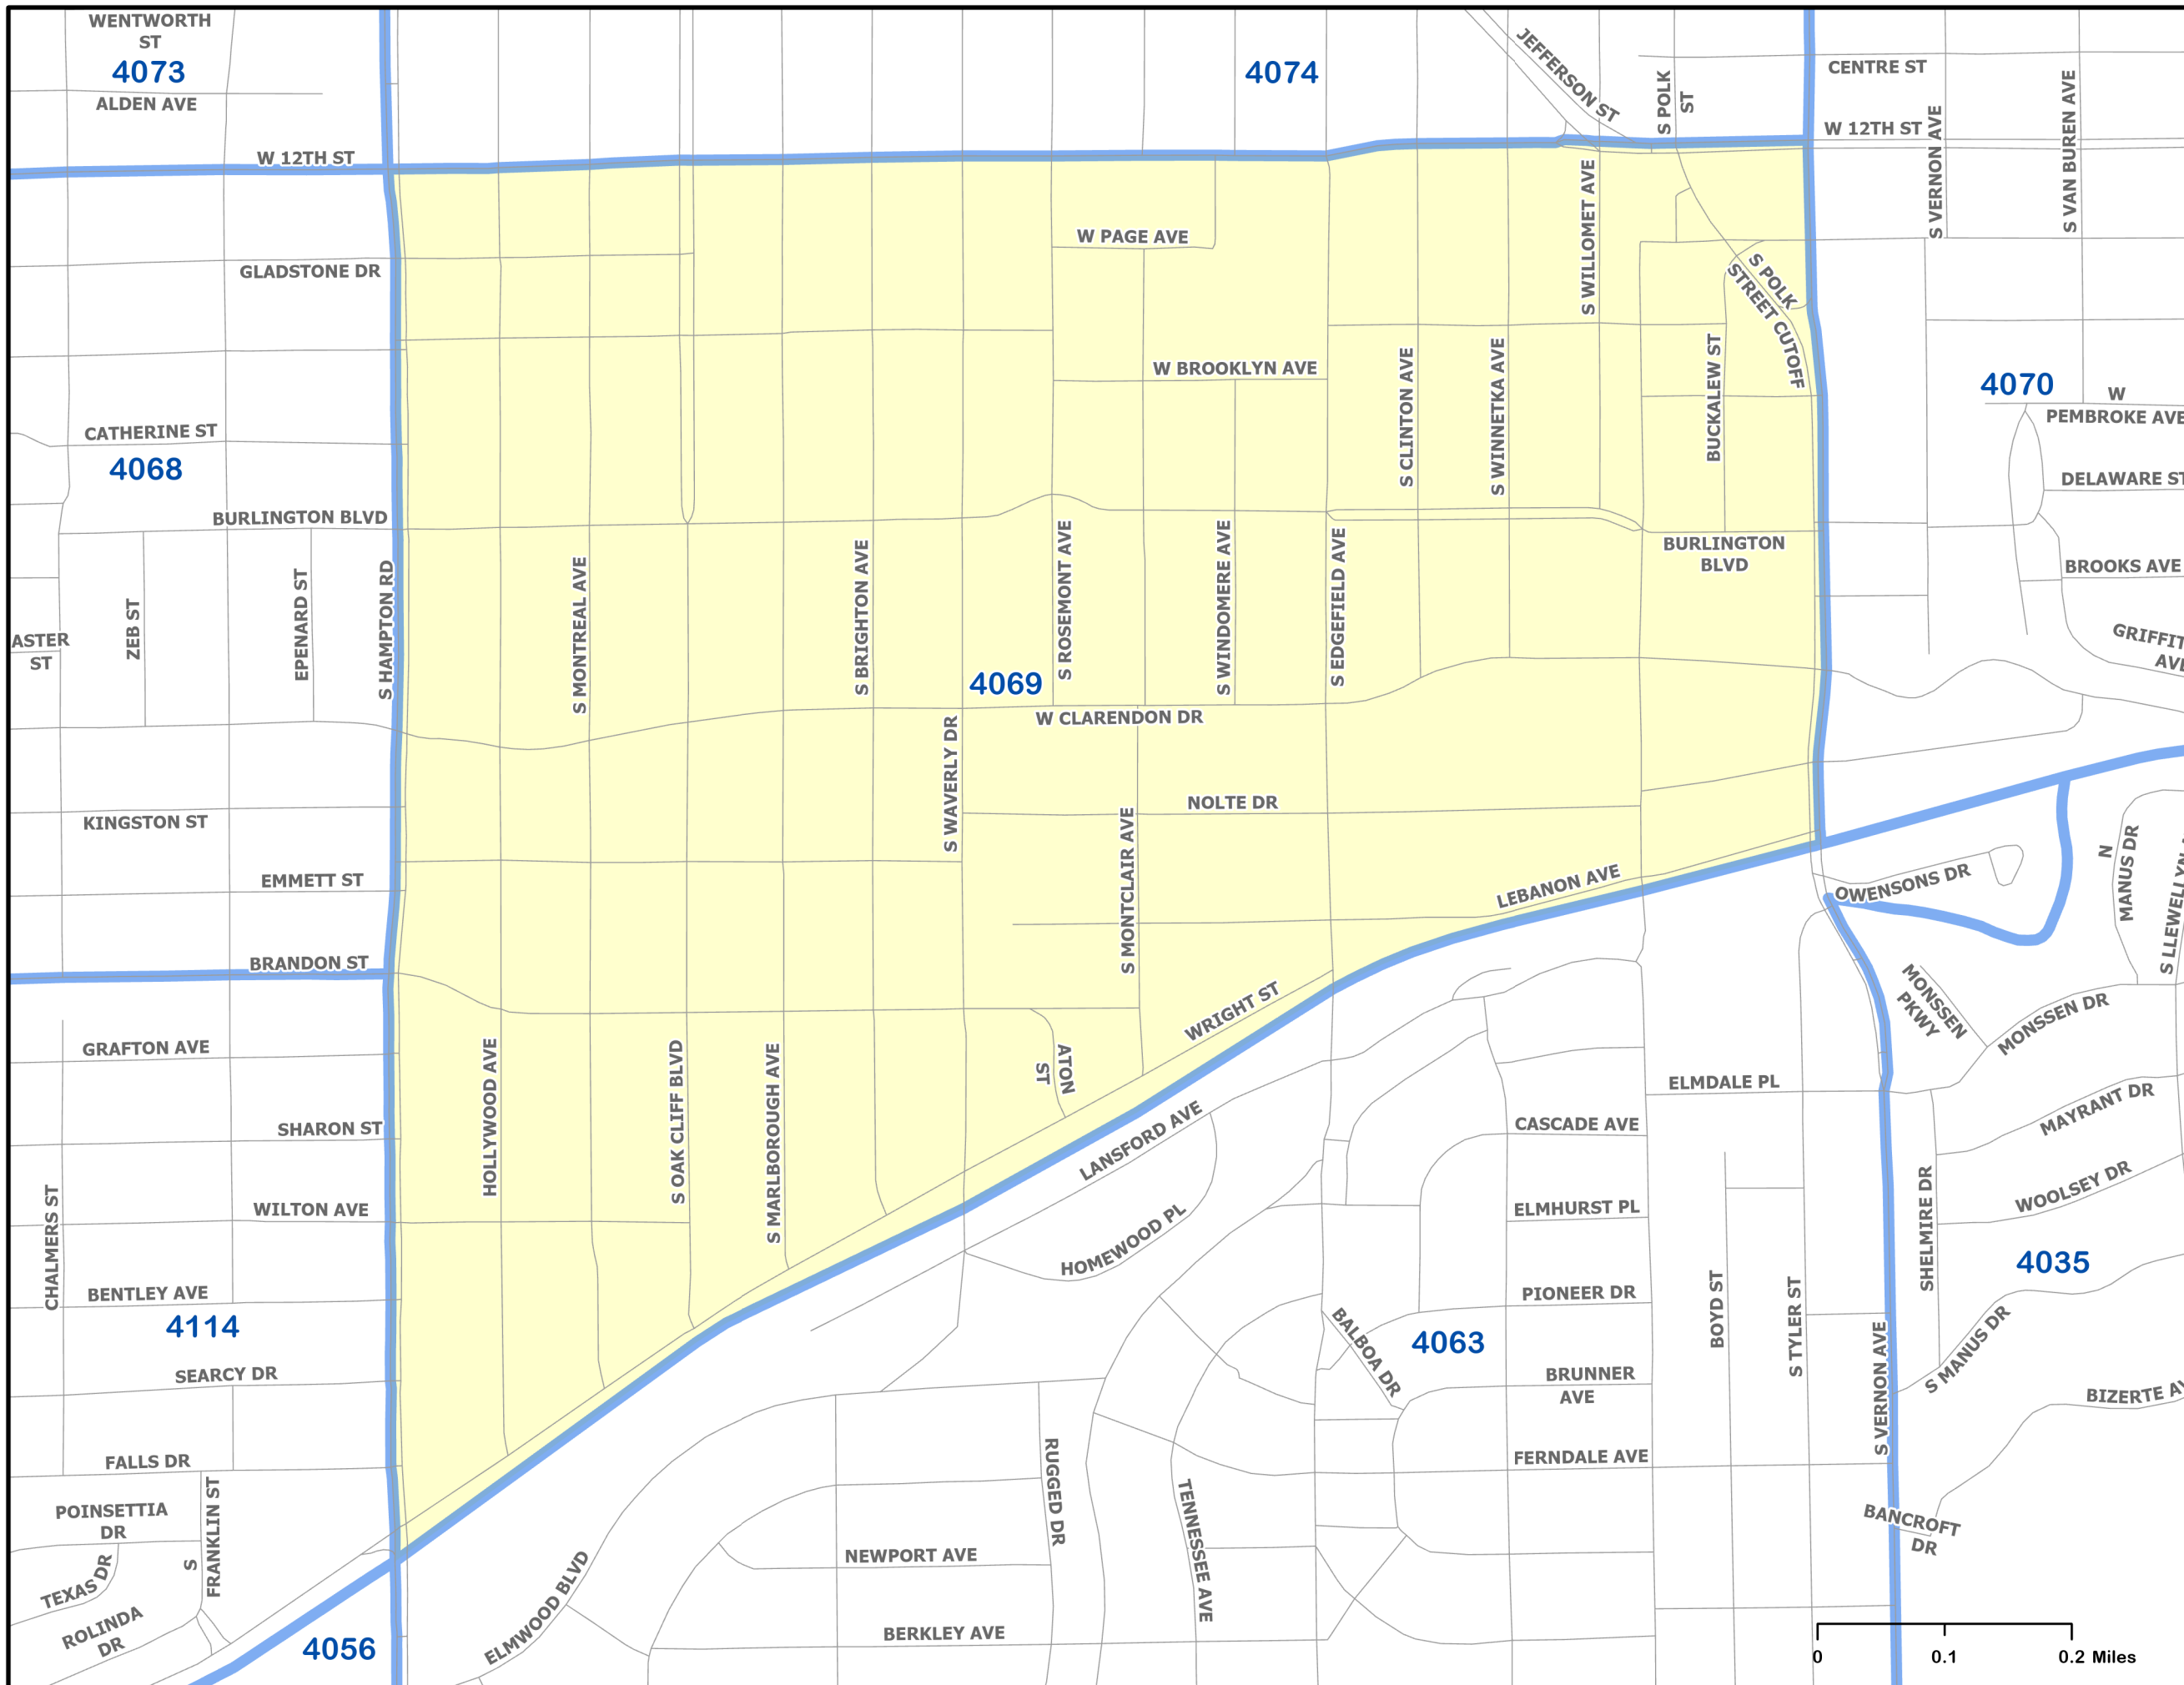 WENTWORTH
ST
4073
ALDEN AVE
W 12TH ST
4074
JEFFERSON ST
S POLK
ST
CENTRE ST
W 12TH ST
S VERNON AVE
S VAN BUREN AVE
GLADSTONE DR
W PAGE AVE
S WILLOMET AVE
S POLK
STREET CUTOFF
W BROOKLYN AVE
S CLINTON AVE
S WINNETKA AVE
BUCKALEW ST
4070
W
PEMBROKE AVE
CATHERINE ST
4068
DELAWARE ST
BURLINGTON BLVD
BURLINGTON
BLVD
BROOKS AVE
ASTER
ST
ZEB ST
EPENARD ST
S HAMPTON RD
S MONTREAL AVE
S BRIGHTON AVE
S ROSEMONT AVE
S WINDOMERE AVE
S EDGEFIELD AVE
GRIFFIT
AVE
4069
W CLARENDON DR
S WAVERLY DR
NOLTE DR
KINGSTON ST
S MONTCLAIR AVE
EMMETT ST
LEBANON AVE
OWENSONS DR
N
MANUS DR
S LLEWELLYN
BRANDON ST
WRIGHT ST
MONSSEN
PKWY
MONSSEN DR
GRAFTON AVE
HOLLYWOOD AVE
S OAK CLIFF BLVD
S MARLBOROUGH AVE
ATON
ST
ELMDALE PL
MAYRANT DR
SHARON ST
LANSFORD AVE
CASCADE AVE
CHALMERS ST
WILTON AVE
HOMEWOOD PL
ELMHURST PL
SHELMIRE DR
WOOLSEY DR
4035
BENTLEY AVE
4114
PIONEER DR
BOYD ST
S TYLER ST
S VERNON AVE
BALBOA DR
4063
S MANUS DR
SEARCY DR
BRUNNER
AVE
BIZERTE AV
FALLS DR
RUGGED DR
FERNDALE AVE
POINSETTIA
DR
S
FRANKLIN ST
TENNESSEE AVE
BANCROFT
DR
TEXAS DR
NEWPORT AVE
ELMWOOD BLVD
ROLINDA
DR
4056
BERKLEY AVE
0 0.1 0.2 Miles